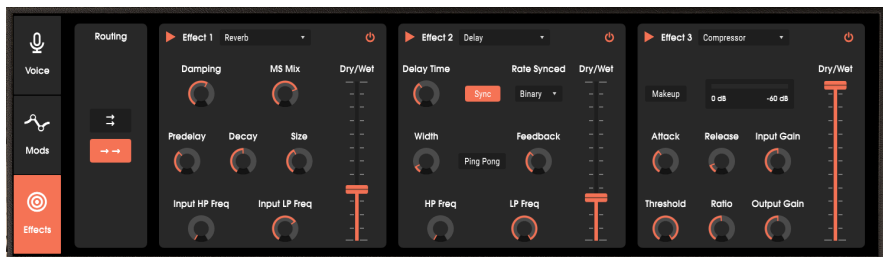 Voice
Mods
Effects
Routing
Effect 1 Reverb
Damping MS Mix Dry/Wet
Predelay Decay Size
Input HP Freq Input LP Freq
Effect 2 Delay
Delay Time Rate Synced Dry/Wet
Sync Binary
Width Feedback
Ping Pong
HP Freq LP Freq
Effect 3 Compressor
Dry/Wet
Makeup 0 dB -60 dB
Attack Release Input Gain
Threshold Ratio Output Gain